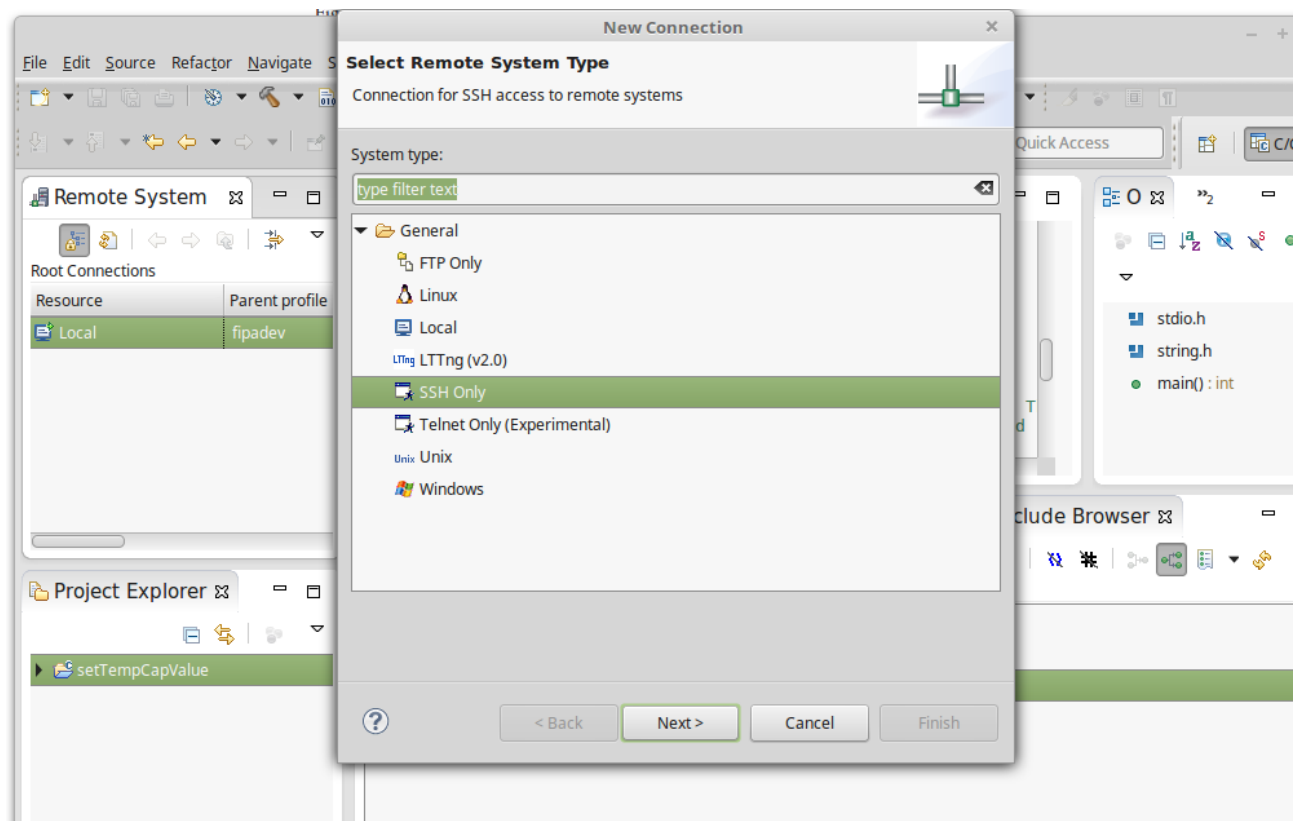 New Connection
File Edit Source Refactor Navigate S
Select Remote System Type
Connection for SSH access to remote systems
System type:
Quick Access
C/C
type filter text
Remote System
O
»2
General
FTP Only
Linux
Local
LTTng LTTng (v2.0)
SSH Only
Telnet Only (Experimental)
Unix Unix
Windows
Root Connections
Resource Parent profile
Local fipadev
stdio.h
string.h
main() : int
T
d
clude Browser
Project Explorer
setTempCapValue
< Back Next > Cancel Finish